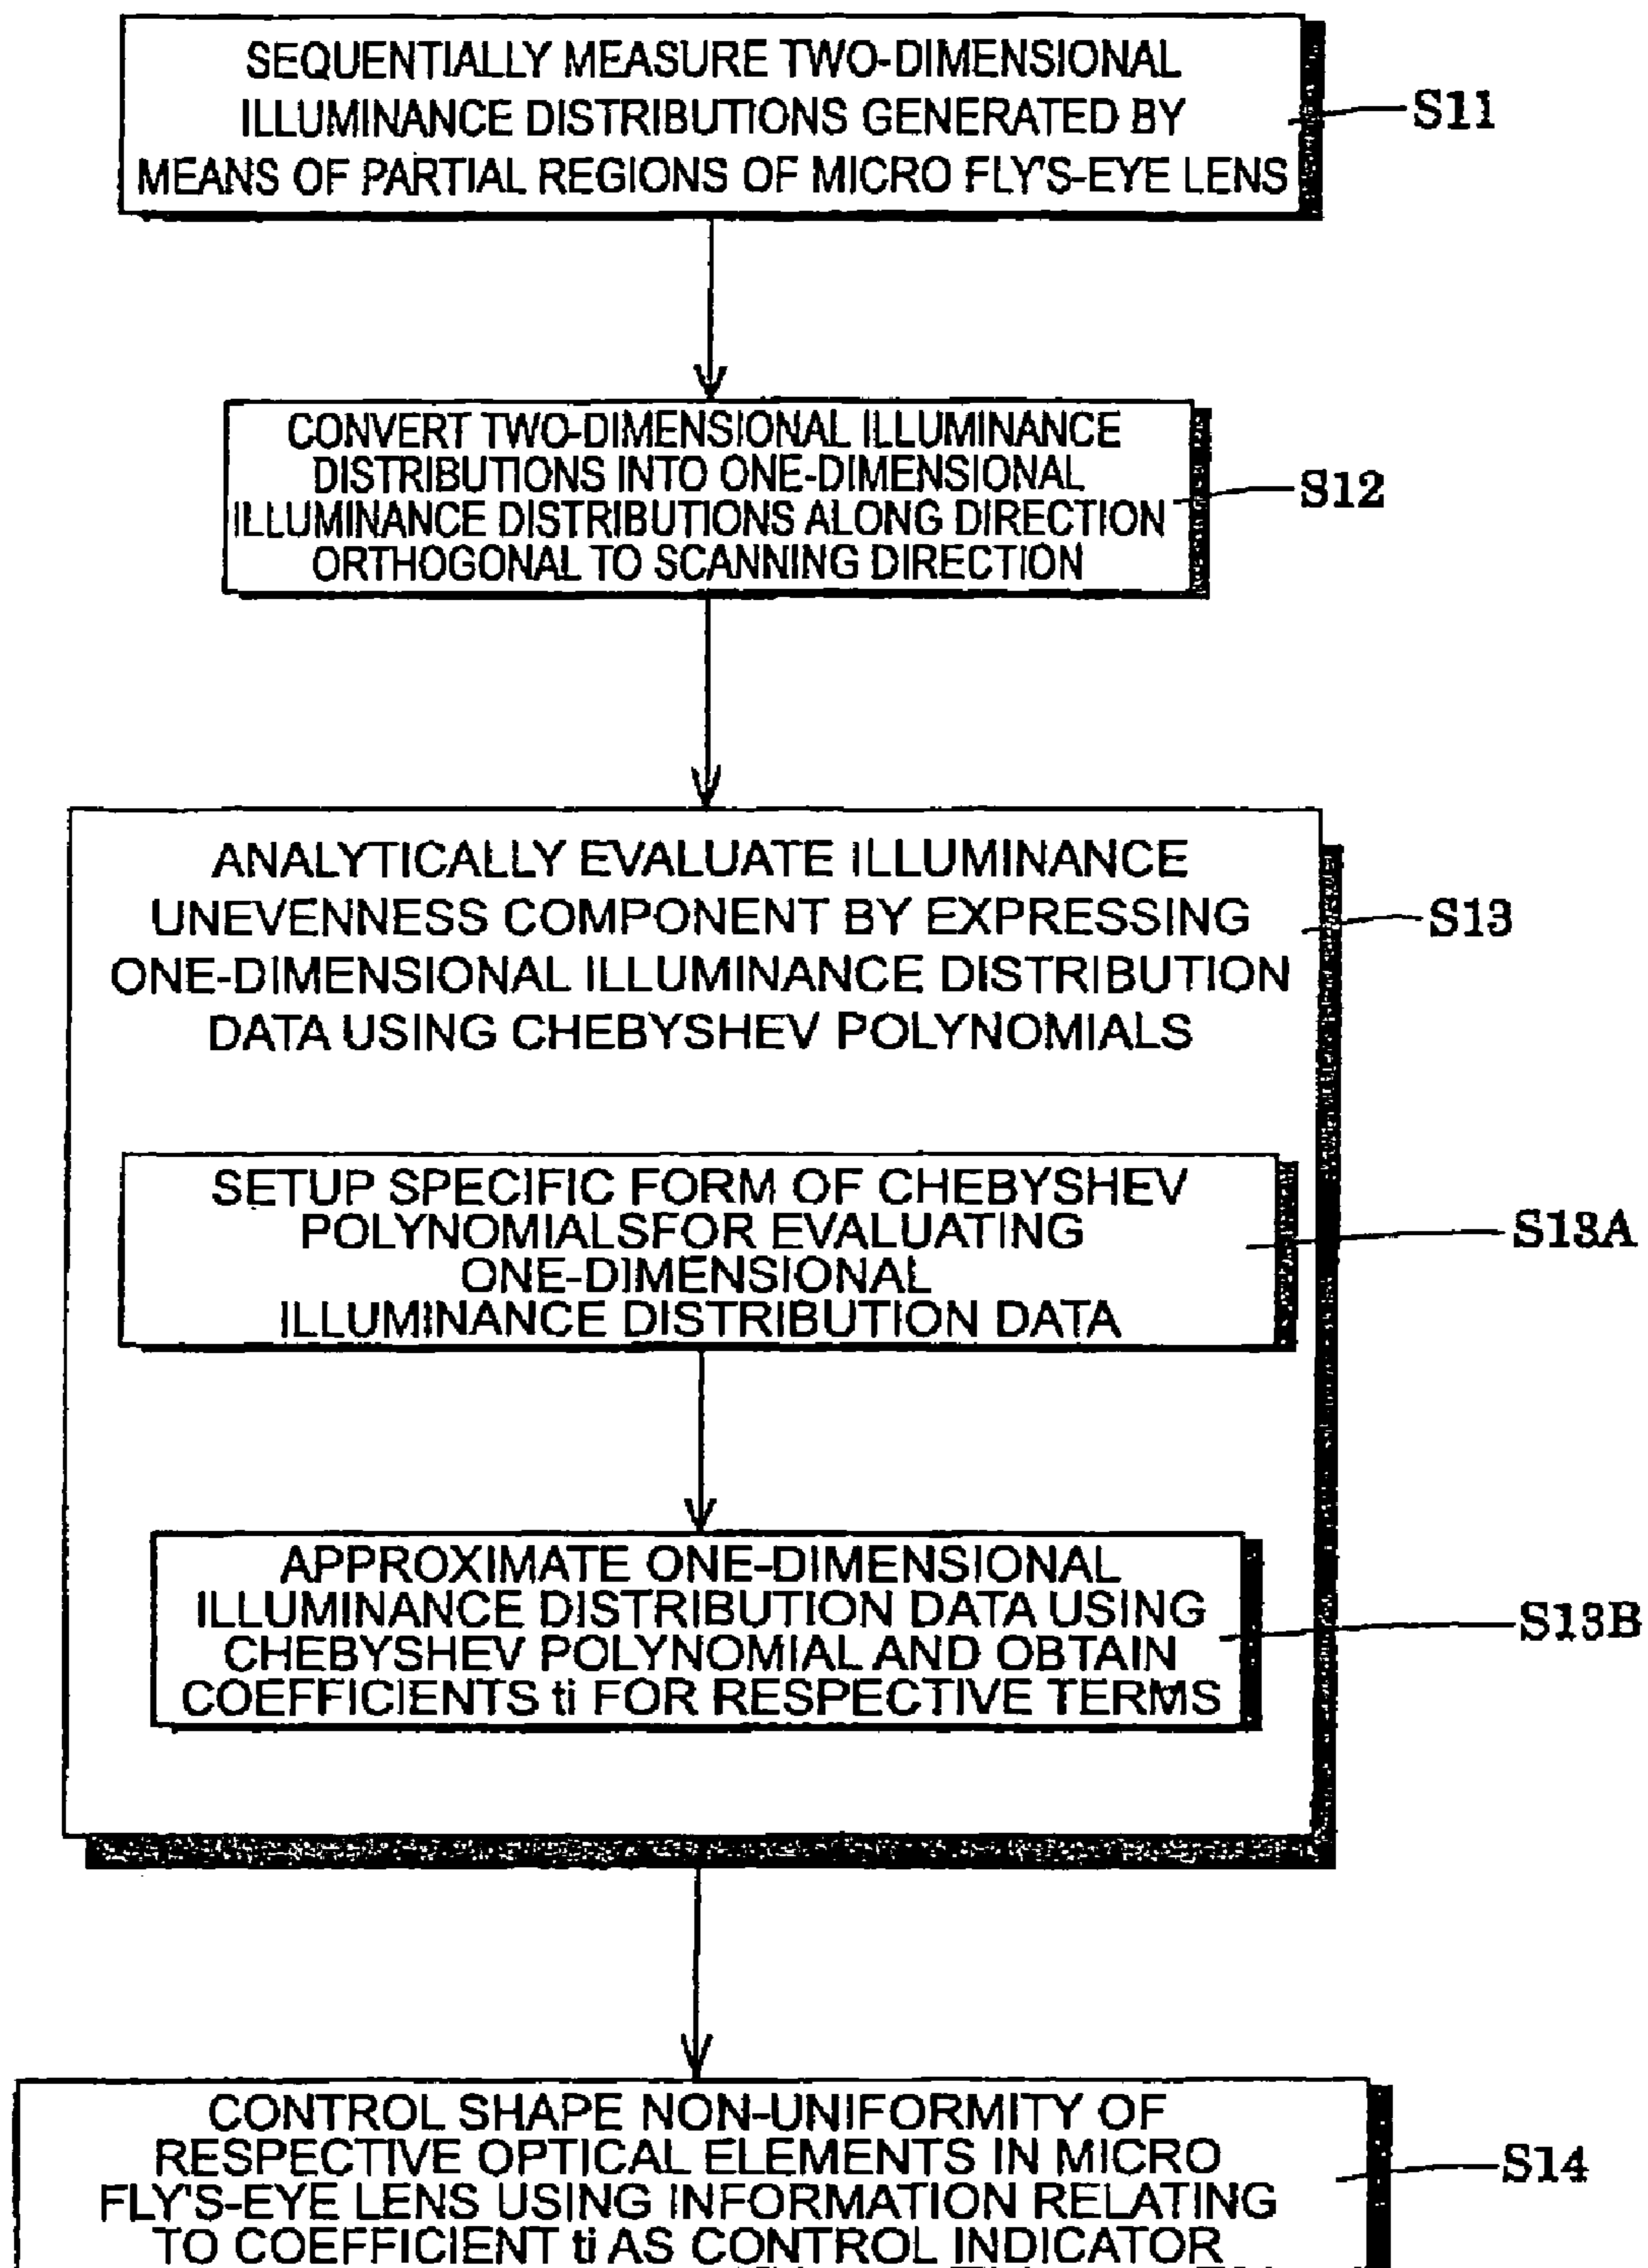 SEQUENTIALLY MEASURE TWO-DIMENSIONAL
ILLUMINANCE DISTRIBUTIONS GENERATED BY
MEANS OF PARTIAL REGIONS OF MICRO FLY'S-EYE LENS
S11
CONVERT TWO-DIMENSIONAL ILLUMINANCE
DISTRIBUTIONS INTO ONE-DIMENSIONAL
ILLUMINANCE DISTRIBUTIONS ALONG DIRECTION
ORTHOGONAL TO SCANNING DIRECTION
S12
ANALYTICALLY EVALUATE ILLUMINANCE
UNEVENNESS COMPONENT BY EXPRESSING
ONE-DIMENSIONAL ILLUMINANCE DISTRIBUTION
DATA USING CHEBYSHEV POLYNOMIALS
S13
SETUP SPECIFIC FORM OF CHEBYSHEV
POLYNOMIALSFOR EVALUATING
ONE-DIMENSIONAL
ILLUMINANCE DISTRIBUTION DATA
S13A
APPROXIMATE ONE-DIMENSIONAL
ILLUMINANCE DISTRIBUTION DATA USING
CHEBYSHEV POLYNOMIAL AND OBTAIN
COEFFICIENTS ti FOR RESPECTIVE TERMS
S13B
CONTROL SHAPE NON-UNIFORMITY OF
RESPECTIVE OPTICAL ELEMENTS IN MICRO
FLY'S-EYE LENS USING INFORMATION RELATING
TO COEFFICIENT ti AS CONTROL INDICATOR
S14